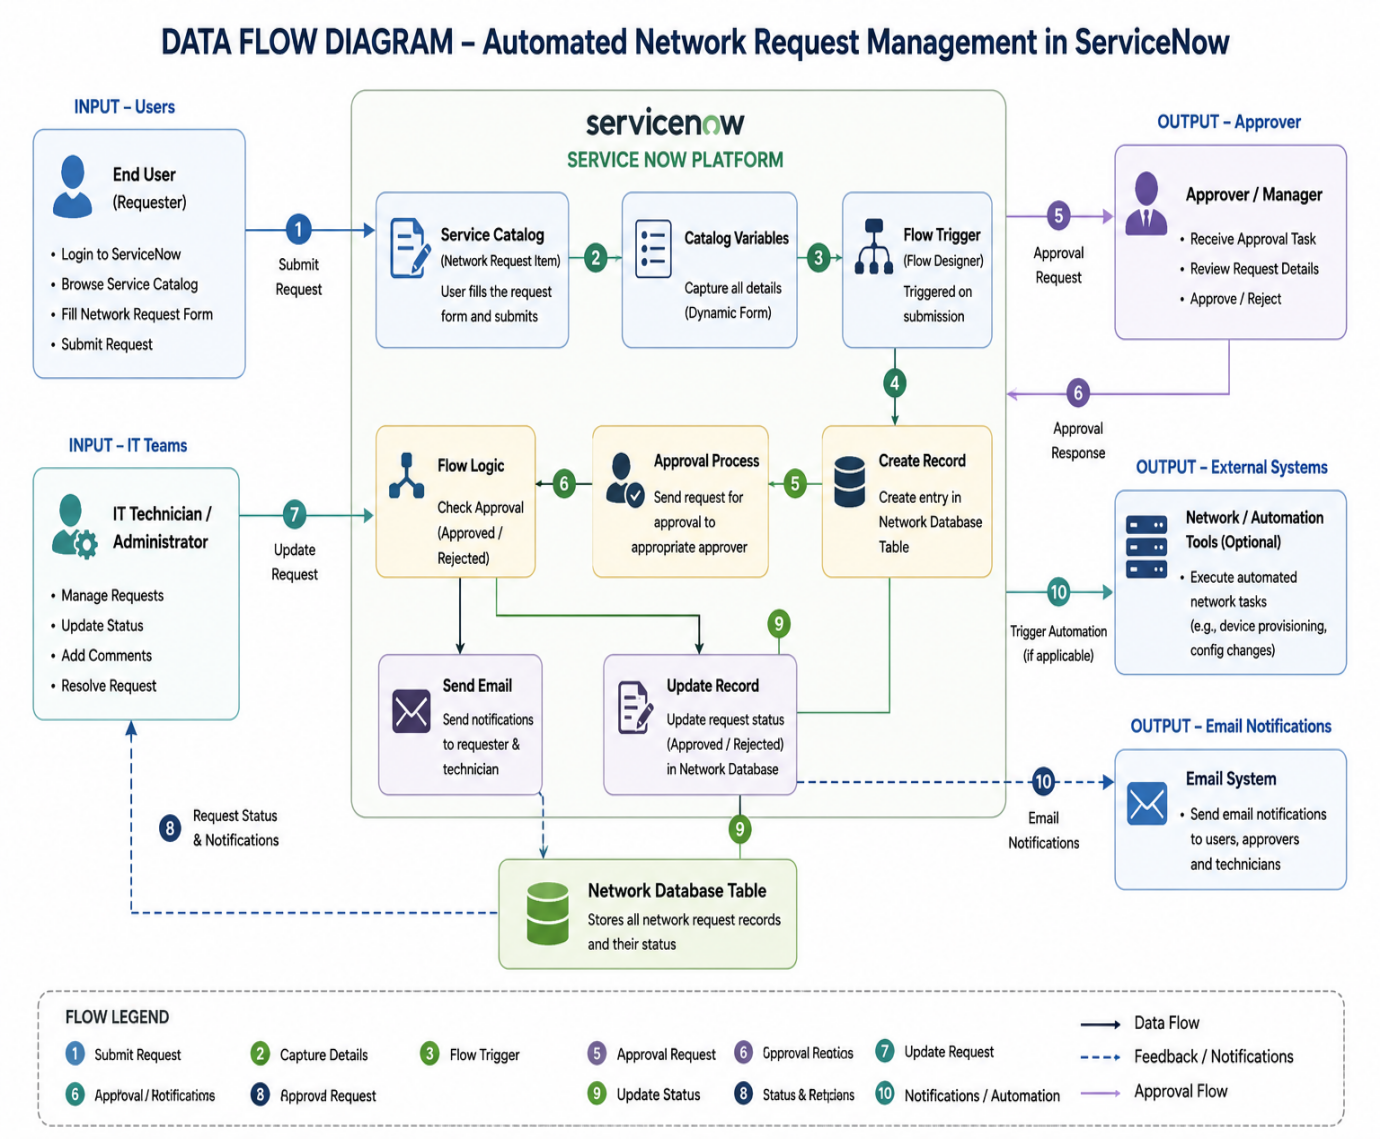 DATA FLOW DIAGRAM – Automated Network Request Management in ServiceNow
INPUT – Users
End User
(Requester)
• Login to ServiceNow
• Browse Service Catalog
• Fill Network Request Form
• Submit Request
1
Submit
Request
servicenow
SERVICE NOW PLATFORM
Service Catalog
(Network Request Item)
User fills the request
form and submits
2
Catalog Variables
Capture all details
(Dynamic Form)
3
Flow Trigger
(Flow Designer)
Triggered on
submission
5
Approval
Request
OUTPUT – Approver
Approver / Manager
• Receive Approval Task
• Review Request Details
• Approve / Reject
4
6
Approval
Response
INPUT – IT Teams
IT Technician /
Administrator
• Manage Requests
• Update Status
• Add Comments
• Resolve Request
7
Update
Request
Flow Logic
Check Approval
(Approved /
Rejected)
6
Approval Process
Send request for
approval to
appropriate approver
5
Create Record
Create entry in
Network Database
Table
OUTPUT – External Systems
Network / Automation
Tools (Optional)
• Execute automated
network tasks
(e.g., device provisioning,
config changes)
10
Trigger Automation
(if applicable)
9
Send Email
Send notifications
to requester &
technician
Update Record
Update request status
(Approved / Rejected)
in Network Database
OUTPUT – Email Notifications
Email System
• Send email notifications
to users, approvers
and technicians
10
Email
Notifications
8
Request Status
& Notifications
9
Network Database Table
Stores all network request records
and their status
FLOW LEGEND
1 Submit Request
2 Capture Details
3 Flow Trigger
5 Approval Request
6
7 Update Request
6
8 Approvd Request
9 Update Status
8 Status &
10 Notifications / Automation
Data Flow
Feedback / Notifications
Approval Flow